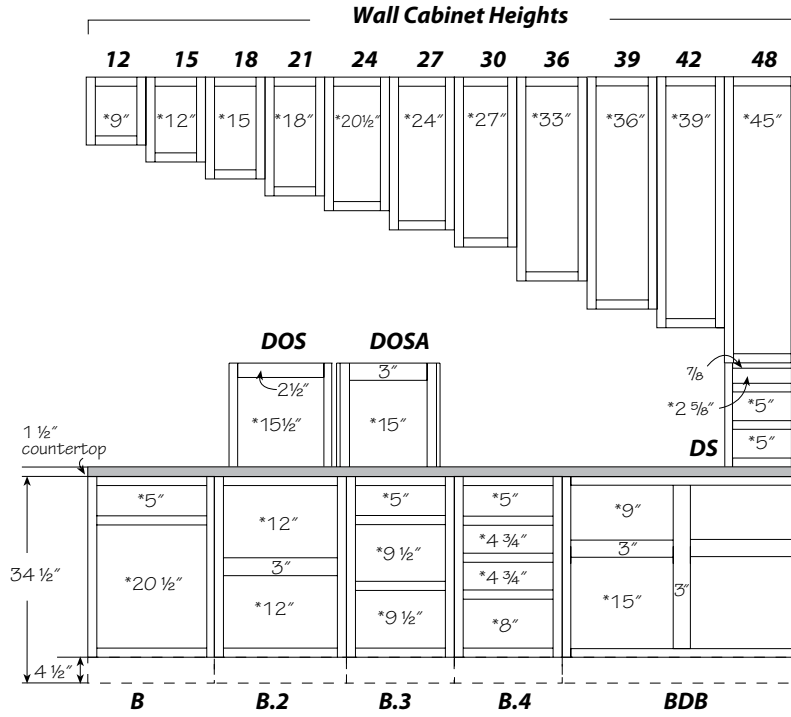 Wall Cabinet Heights
12 15 18 21 24 27 30 36 39 42 48
*9″ *12″ *15 *18″ *20½″ *24″ *27″ *33″ *36″ *39″ *45″
DOS DOSA
3″
2½″
7/8
*2 5/8″
*15½″ *15″
*5″
*5″
DS
1 ½″
countertop
*5″ *5″ *5″ *9″
*12″
*4 ¾″
*9 ½″
3″
3″
*4 ¾″
34 ½″
*20 ½″
*12″ *9 ½″ *8″ *15″ 3″
4 ½″
B B.2 B.3 B.4 BDB